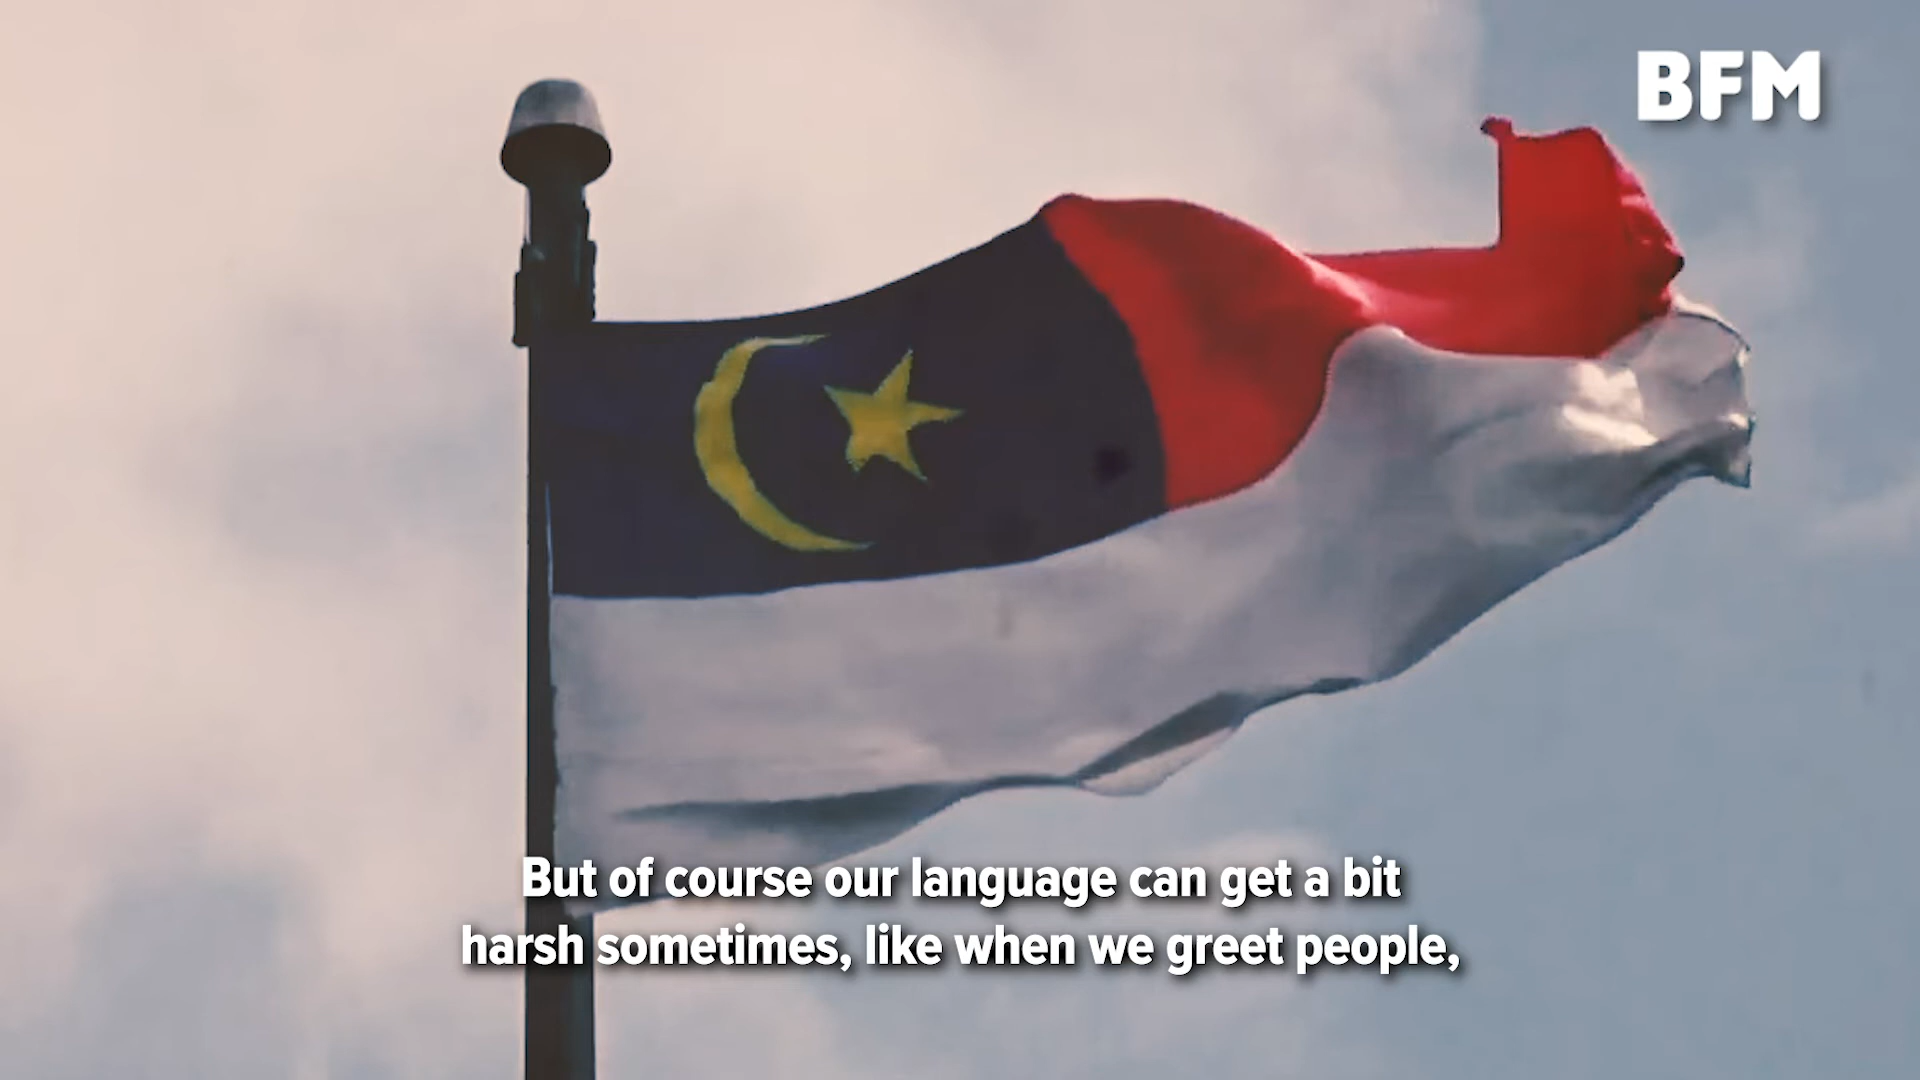 BFM
But of course our language can get a bit
harsh sometimes, like when we greet people,